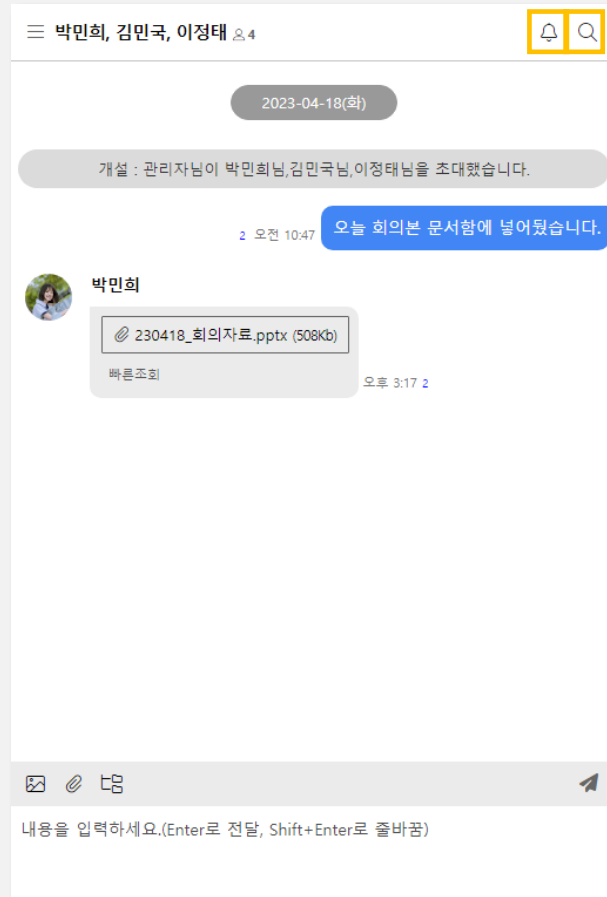 박민희, 김민국, 이정태 4
2023-04-18(화)
개설 : 관리자님이 박민희님,김민국님,이정태님을 초대했습니다.
2 오전 10:47 오늘 회의본 문서함에 넣어뒀습니다.
박민희
230418_회의자료.pptx (508Kb)
빠른조회
오후 3:17 2
내용을 입력하세요.(Enter로 전달, Shift+Enter로 줄바꿈)